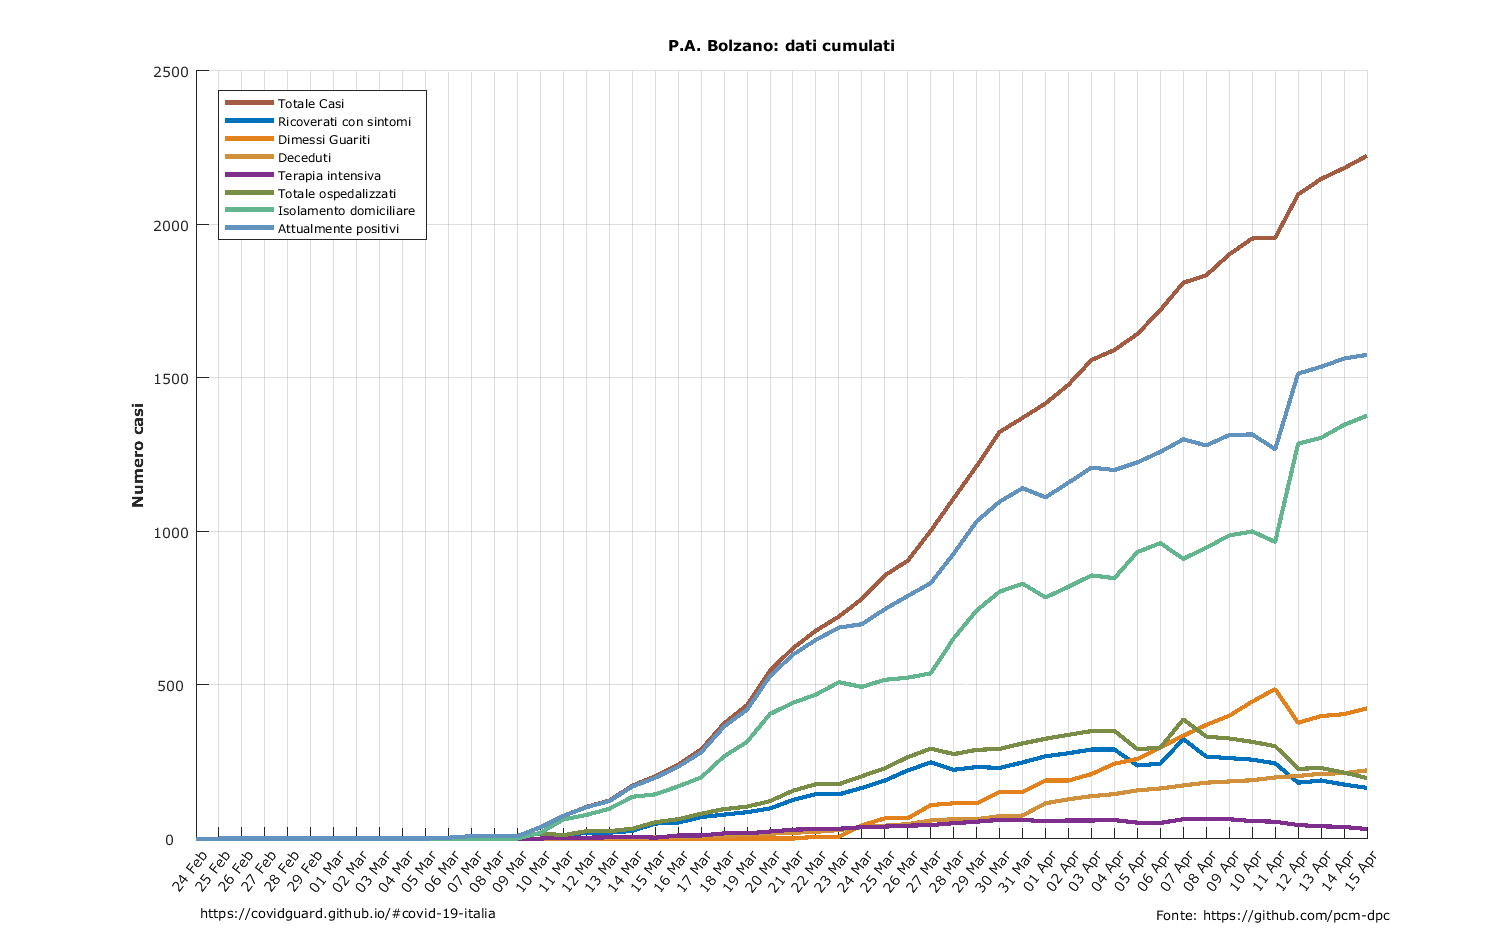 P.A. Bolzano: dati cumulati
2500
2000
1500
1000
500
0
Numero casi
Totale Casi
Ricoverati con sintomi
Dimessi Guariti
Deceduti
Terapia intensiva
Totale ospedalizzati
Isolamento domiciliare
Attualmente positivi
24 Feb
25 Feb
26 Feb
27 Feb
28 Feb
29 Feb
01 Mar
02 Mar
03 Mar
04 Mar
05 Mar
06 Mar
07 Mar
08 Mar
09 Mar
10 Mar
11 Mar
12 Mar
13 Mar
14 Mar
15 Mar
16 Mar
17 Mar
18 Mar
19 Mar
20 Mar
21 Mar
22 Mar
23 Mar
24 Mar
25 Mar
26 Mar
27 Mar
28 Mar
29 Mar
30 Mar
31 Mar
01 Apr
02 Apr
03 Apr
04 Apr
05 Apr
06 Apr
07 Apr
08 Apr
09 Apr
10 Apr
11 Apr
12 Apr
13 Apr
14 Apr
15 Apr
https://covidguard.github.io/#covid-19-italia
Fonte: https://github.com/pcm-dpc